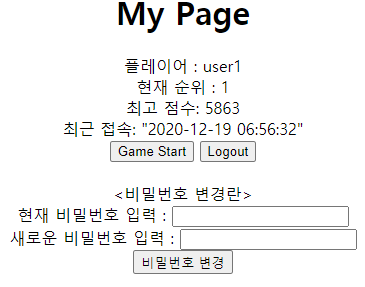 My Page
플레이어 : user1
현재 순위 : 1
최고 점수: 5863
최근 접속: "2020-12-19 06:56:32"
Game Start Logout
<비밀번호 변경란>
현재 비밀번호 입력 :
새로운 비밀번호 입력 :
비밀번호 변경